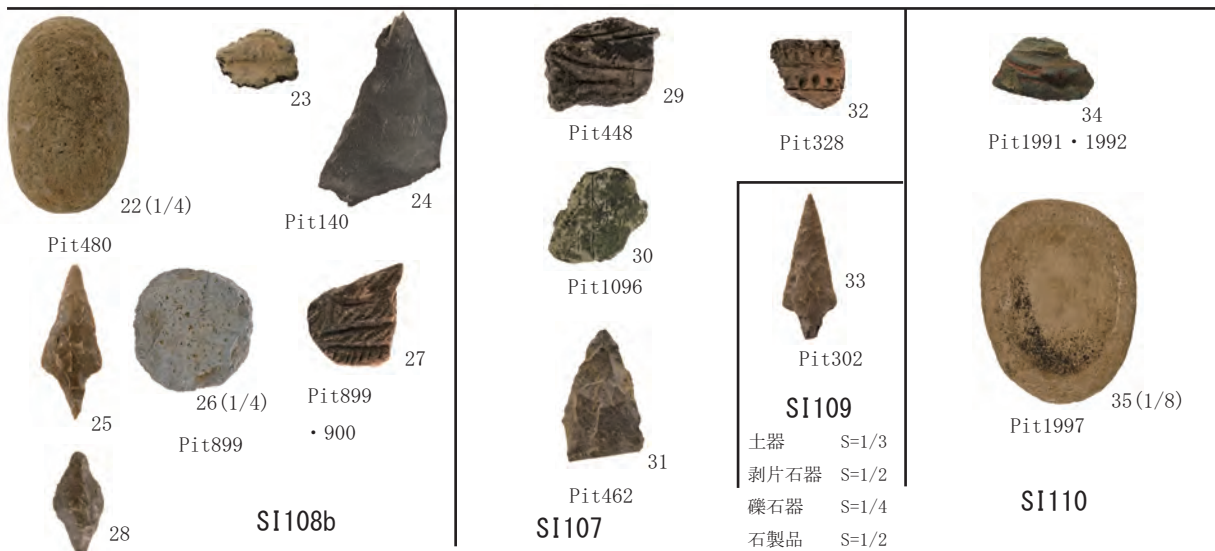 22(1/4)
Pit480
23
Pit140
24
25
26(1/4)
Pit899
27
Pit899
・900
28
SI108b
29
Pit448
30
Pit1096
31
Pit462
SI107
32
Pit328
33
Pit302
SI109
土器 S=1/3
剥片石器 S=1/2
礫石器 S=1/4
石製品 S=1/2
34
Pit1991・1992
35(1/8)
Pit1997
SI110